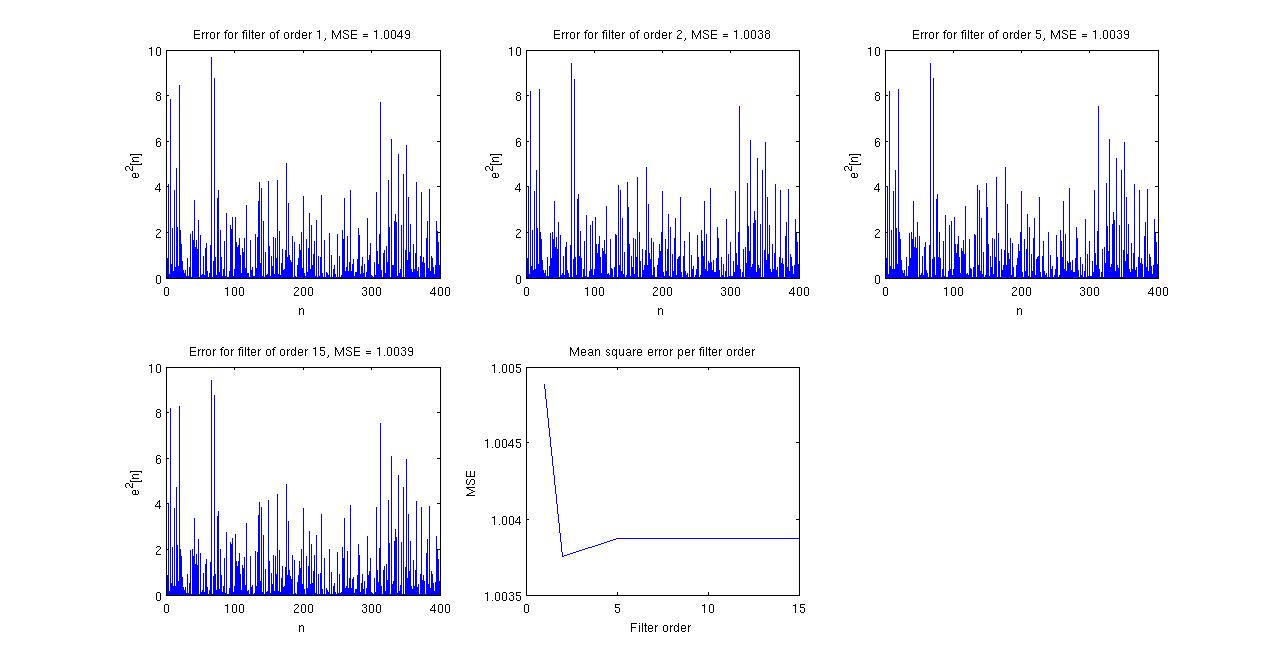 Error for filter of order 1, MSE = 1.0049
10
8
6
4
2
0
e²[n]
0 100 200 300 400
n
Error for filter of order 2, MSE = 1.0038
10
8
6
4
2
0
e²[n]
0 100 200 300 400
n
Error for filter of order 5, MSE = 1.0039
10
8
6
4
2
0
e²[n]
0 100 200 300 400
n
Error for filter of order 15, MSE = 1.0039
10
8
6
4
2
0
e²[n]
0 100 200 300 400
n
Mean square error per filter order
1.005
1.0045
1.004
1.0035
MSE
0 5 10 15
Filter order